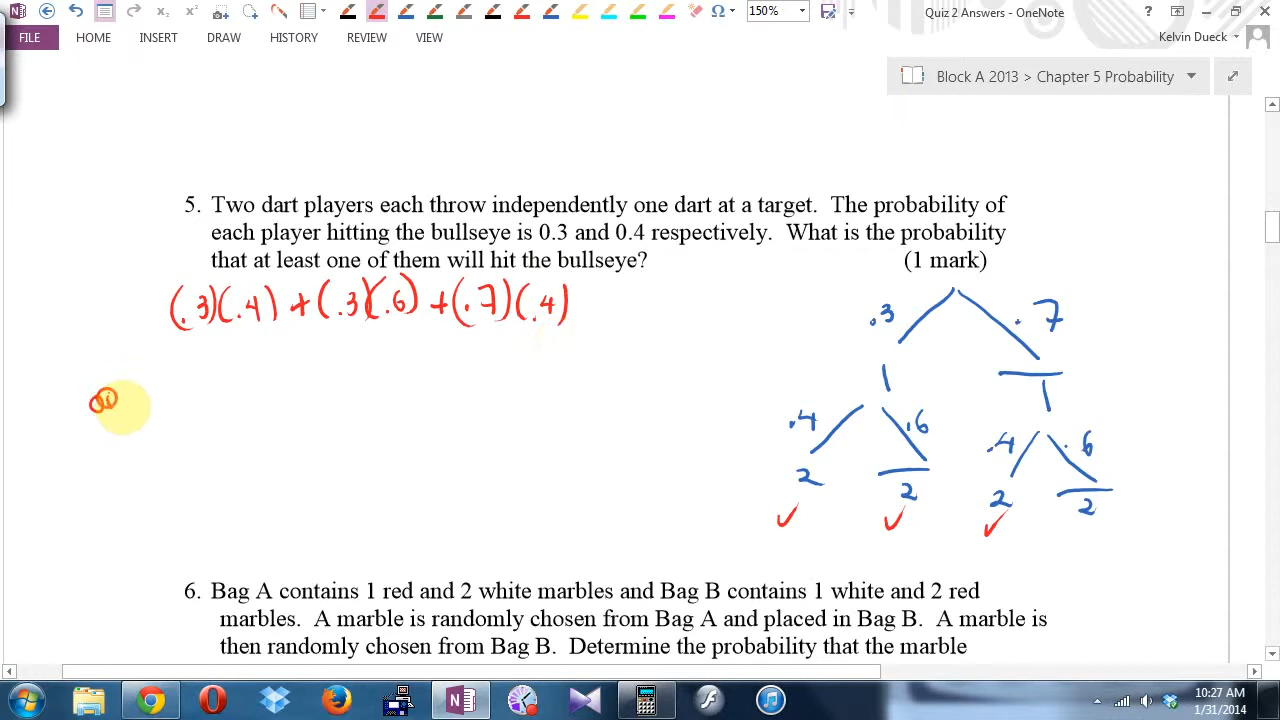 Quiz 2 Answers - OneNote
150%
FILE HOME INSERT DRAW HISTORY REVIEW VIEW
Kelvin Dueck
Block A 2013 > Chapter 5 Probability
5. Two dart players each throw independently one dart at a target. The probability of
each player hitting the bullseye is 0.3 and 0.4 respectively. What is the probability
that at least one of them will hit the bullseye? (1 mark)
(.3)(.4) + (.3)(.6) + (.7)(.4)
.3 .7
1 1
.4 .6 .4 .6
2 2 2 2
6. Bag A contains 1 red and 2 white marbles and Bag B contains 1 white and 2 red
marbles. A marble is randomly chosen from Bag A and placed in Bag B. A marble is
then randomly chosen from Bag B. Determine the probability that the marble
10:27 AM
1/31/2014